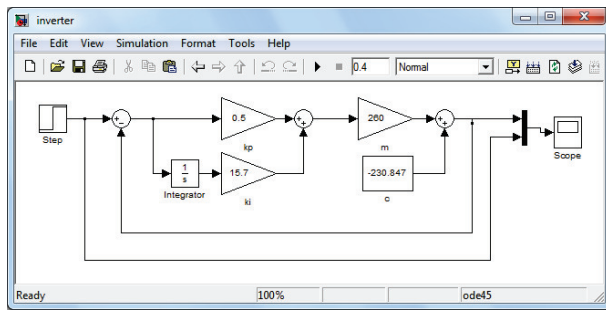 inverter
File Edit View Simulation Format Tools Help
0.4 Normal
Step
0.5
kp
260
m
1
s
Integrator
15.7
ki
-230.847
c
Scope
Ready 100% ode45